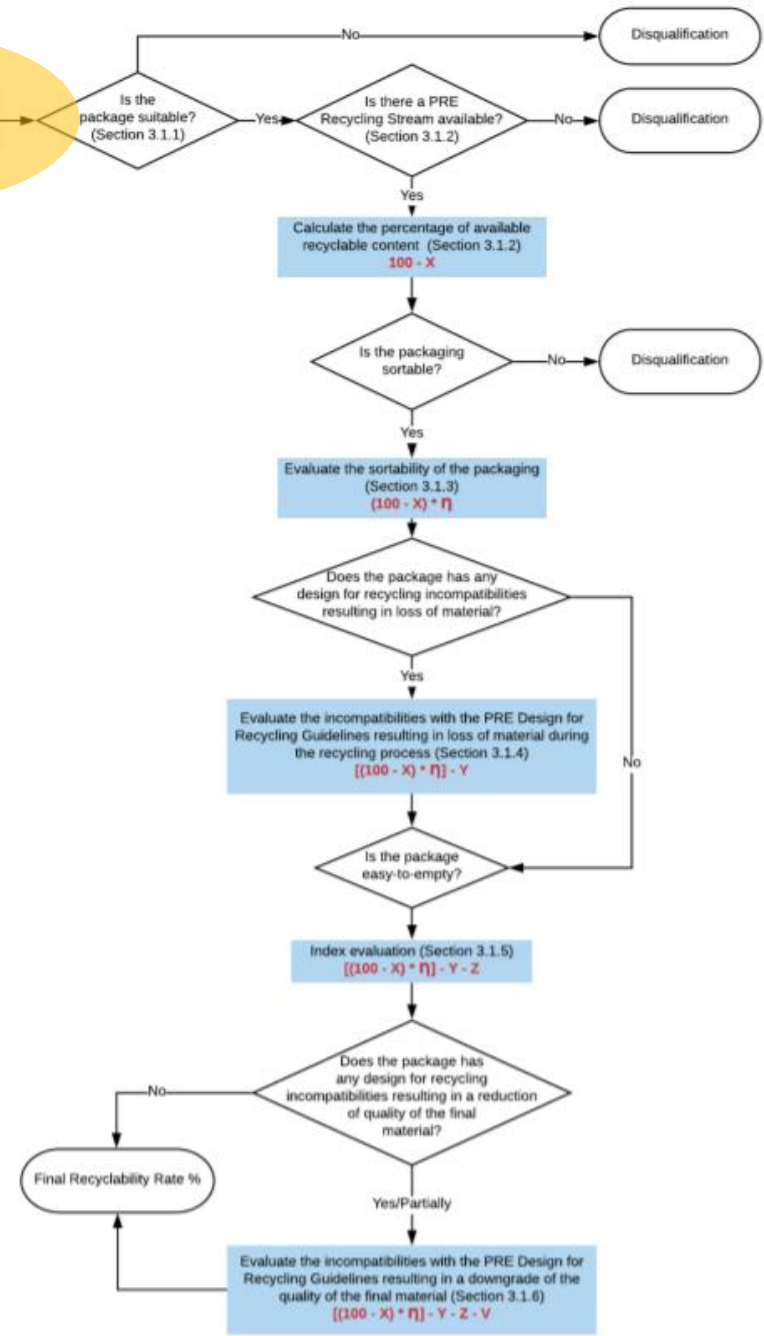 No
Disqualification
Is the
package suitable?
(Section 3.1.1)
Yes
Is there a PRE
Recycling Stream available?
(Section 3.1.2)
No
Disqualification
Yes
Calculate the percentage of available
recyclable content (Section 3.1.2)
100 - X
Is the packaging
sortable?
No
Disqualification
Yes
Evaluate the sortability of the packaging
(Section 3.1.3)
(100 - X) * η
Does the package has any
design for recycling incompatibilities
resulting in loss of material?
Yes
Evaluate the incompatibilities with the PRE Design for
Recycling Guidelines resulting in loss of material during
the recycling process (Section 3.1.4)
[(100 - X) * η] - Y
No
Is the package
easy-to-empty?
Index evaluation (Section 3.1.5)
[(100 - X) * η] - Y - Z
Does the package has
any design for recycling
incompatibilities resulting in a reduction
of quality of the final
material?
No
Final Recyclability Rate %
Yes/Partially
Evaluate the incompatibilities with the PRE Design for
Recycling Guidelines resulting in a downgrade of the
quality of the final material (Section 3.1.6)
[(100 - X) * η] - Y - Z - V